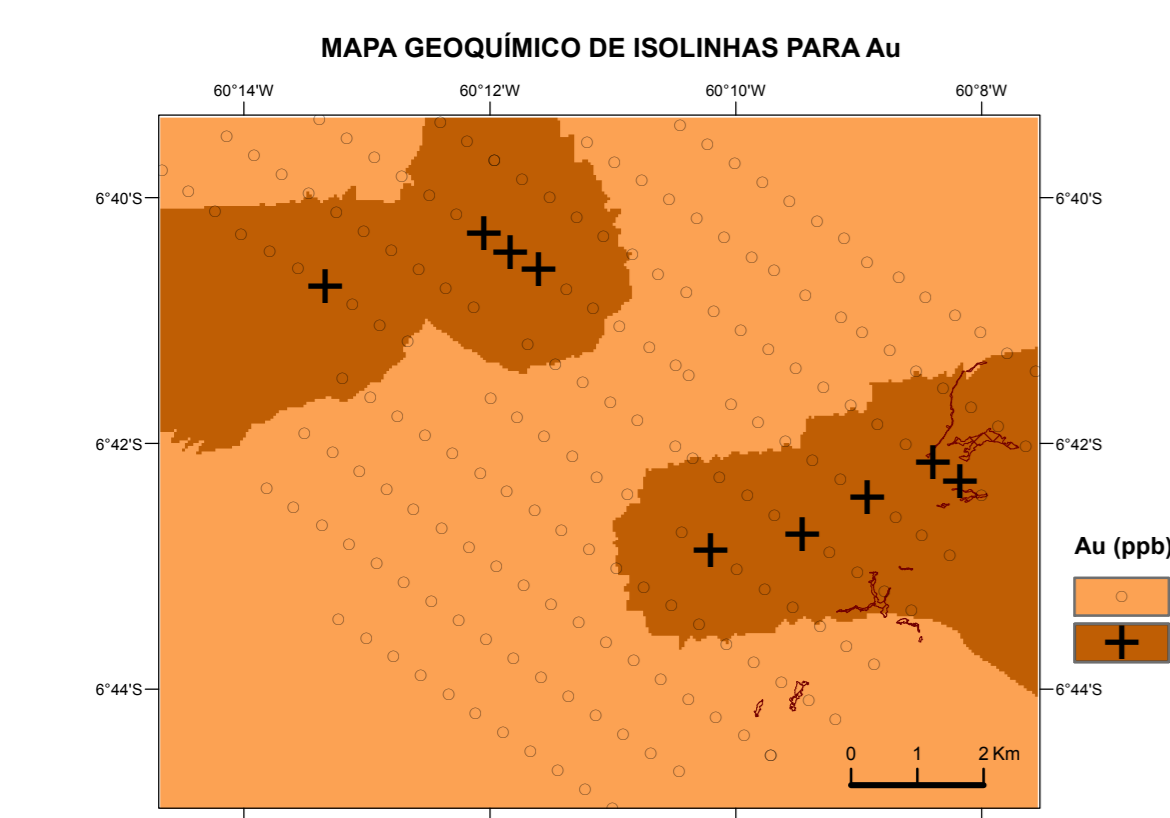 MAPA GEOQUÍMICO DE ISOLINHAS PARA Au
60°14'W 60°12'W 60°10'W 60°8'W
6°40'S 6°40'S
6°42'S 6°42'S
Au (ppb)
6°44'S 6°44'S
0 1 2 Km